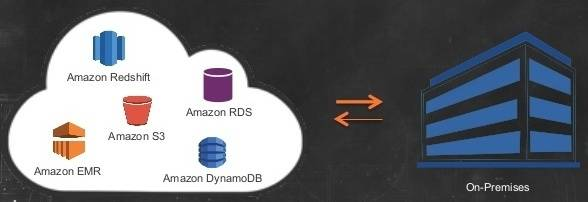 Amazon Redshift
Amazon RDS
Amazon S3
Amazon EMR
Amazon DynamoDB
On-Premises